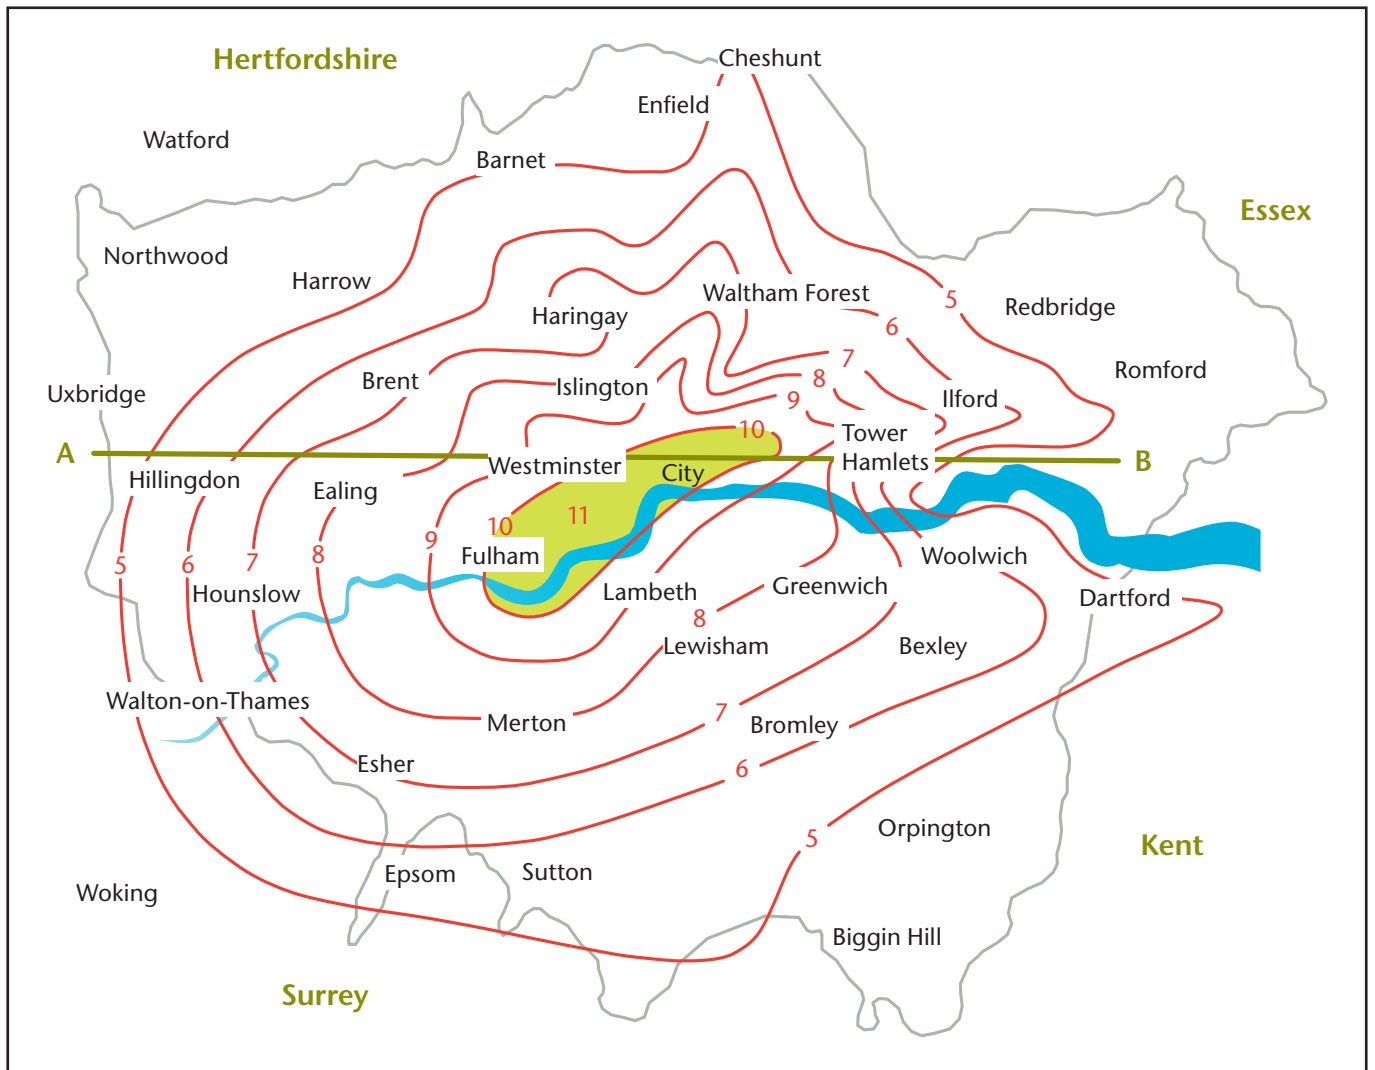 Cheshunt
Hertfordshire
Enfield
Watford
Barnet
Essex
Northwood
Harrow
Waltham Forest
5
Redbridge
Haringay
6
7
Romford
Brent
8
Uxbridge
Islington
9
Ilford
10
Tower
Hamlets
A
Westminster
City
B
Hillingdon
Ealing
10
11
9
8
7
6
5
Fulham
Woolwich
Hounslow
Lambeth
Greenwich
Dartford
8
Lewisham
Bexley
Walton-on-Thames
7
Merton
Bromley
Esher
6
Orpington
5
Kent
Epsom
Sutton
Woking
Biggin Hill
Surrey